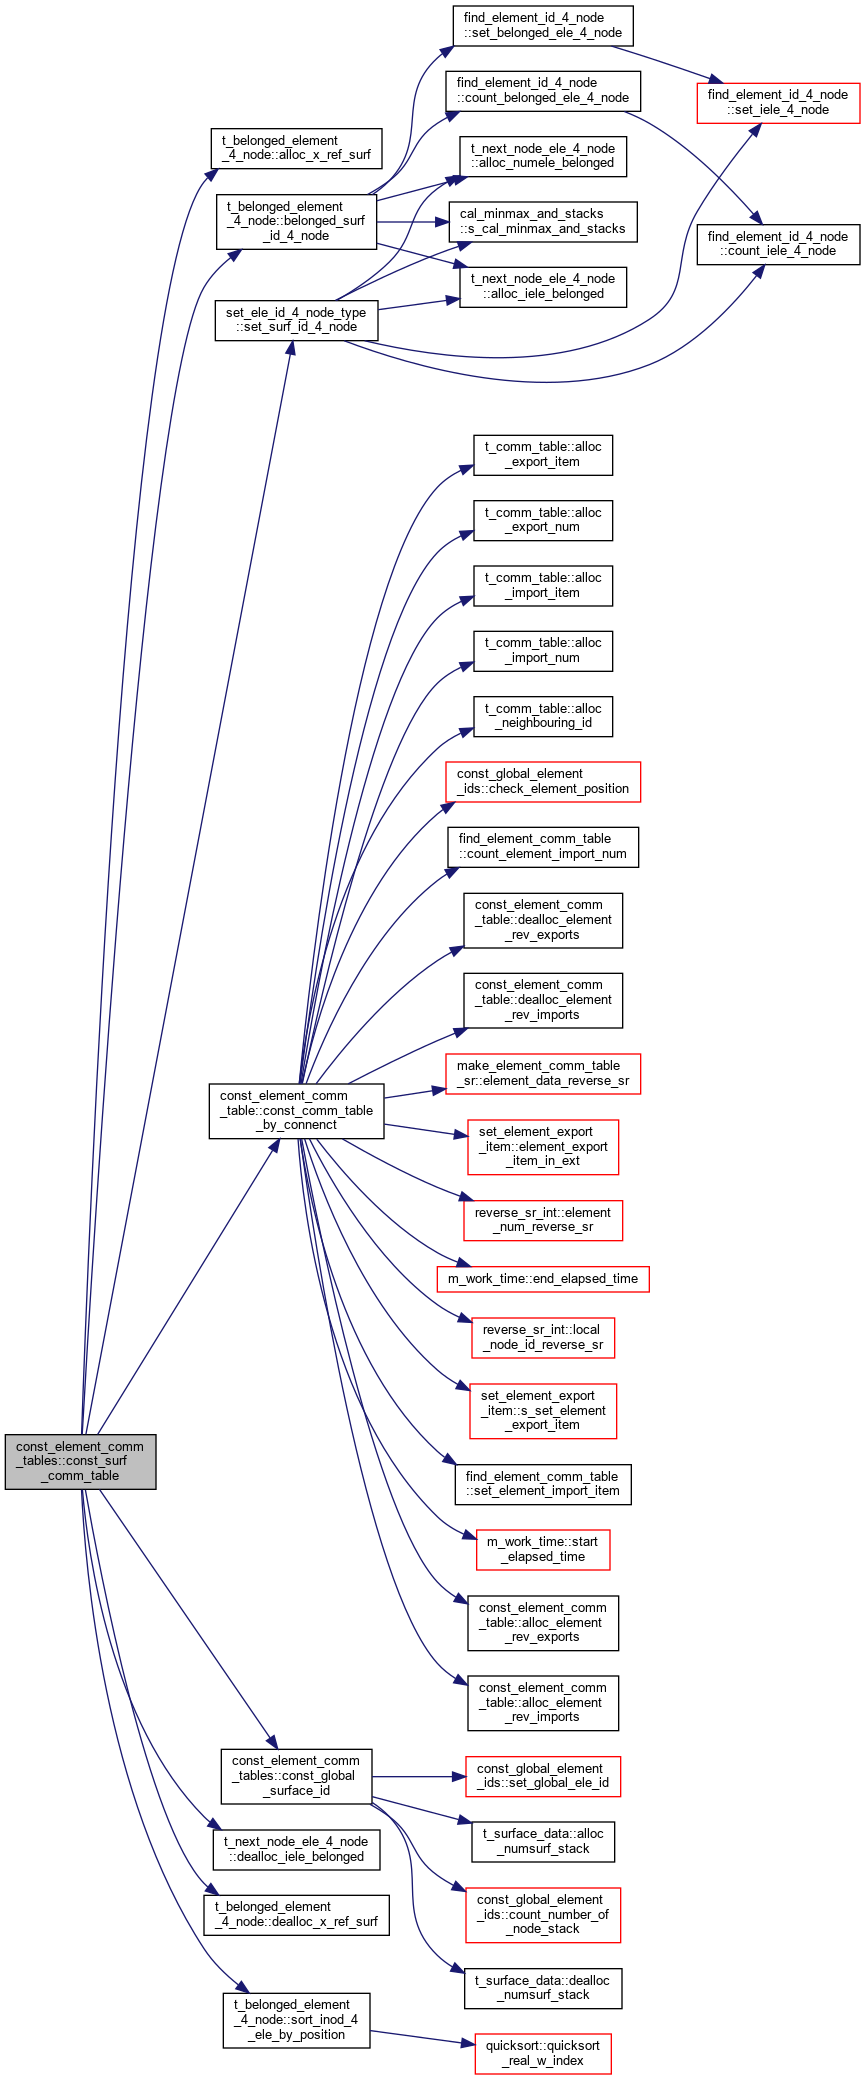 find_element_id_4_node
::set_belonged_ele_4_node
find_element_id_4_node
::count_belonged_ele_4_node
find_element_id_4_node
::set_iele_4_node
t_belonged_element
_4_node::alloc_x_ref_surf
t_next_node_ele_4_node
::alloc_numele_belonged
t_belonged_element
_4_node::belonged_surf
_id_4_node
cal_minmax_and_stacks
::s_cal_minmax_and_stacks
find_element_id_4_node
::count_iele_4_node
t_next_node_ele_4_node
::alloc_iele_belonged
set_ele_id_4_node_type
::set_surf_id_4_node
t_comm_table::alloc
_export_item
t_comm_table::alloc
_export_num
t_comm_table::alloc
_import_item
t_comm_table::alloc
_import_num
t_comm_table::alloc
_neighbouring_id
const_global_element
_ids::check_element_position
find_element_comm_table
::count_element_import_num
const_element_comm
_table::dealloc_element
_rev_exports
const_element_comm
_table::dealloc_element
_rev_imports
make_element_comm_table
_sr::element_data_reverse_sr
const_element_comm
_table::const_comm_table
_by_connenct
set_element_export
_item::element_export
_item_in_ext
reverse_sr_int::element
_num_reverse_sr
m_work_time::end_elapsed_time
reverse_sr_int::local
_node_id_reverse_sr
set_element_export
_item::s_set_element
_export_item
const_element_comm
_tables::const_surf
_comm_table
find_element_comm_table
::set_element_import_item
m_work_time::start
_elapsed_time
const_element_comm
_table::alloc_element
_rev_exports
const_element_comm
_table::alloc_element
_rev_imports
const_element_comm
_tables::const_global
_surface_id
const_global_element
_ids::set_global_ele_id
t_surface_data::alloc
_numsurf_stack
t_next_node_ele_4_node
::dealloc_iele_belonged
const_global_element
_ids::count_number_of
_node_stack
t_belonged_element
_4_node::dealloc_x_ref_surf
t_surface_data::dealloc
_numsurf_stack
t_belonged_element
_4_node::sort_inod_4
_ele_by_position
quicksort::quicksort
_real_w_index